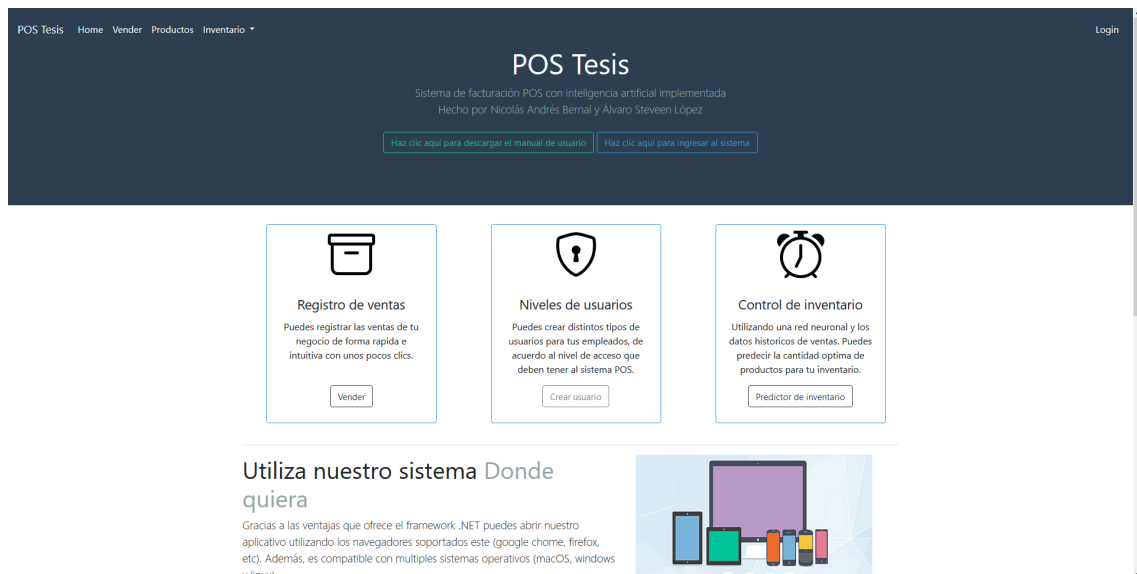 POS Tesis Home Vender Productos Inventario Login
POS Tesis
Sistema de facturación POS con inteligencia artificial implementada
Hecho por Nicolás Andrés Bernal y Álvaro Steveen López
Haz clic aquí para descargar el manual de usuario Haz clic aquí para ingresar al sistema
Registro de ventas
Puedes registrar las ventas de tu
negocio de forma rapida e
intuitiva con unos pocos clics.
Vender
Niveles de usuarios
Puedes crear distintos tipos de
usuarios para tus empleados, de
acuerdo al nivel de acceso que
deben tener al sistema POS.
Crear usuario
Control de inventario
Utilizando una red neuronal y los
datos historicos de ventas. Puedes
predecir la cantidad optima de
productos para tu inventario.
Predictor de inventario
Utiliza nuestro sistema Donde
quiera
Gracias a las ventajas que ofrece el framework .NET puedes abrir nuestro
aplicativo utilizando los navegadores soportados este (google chome, firefox,
etc). Además, es compatible con multiples sistemas operativos (macOS, windows